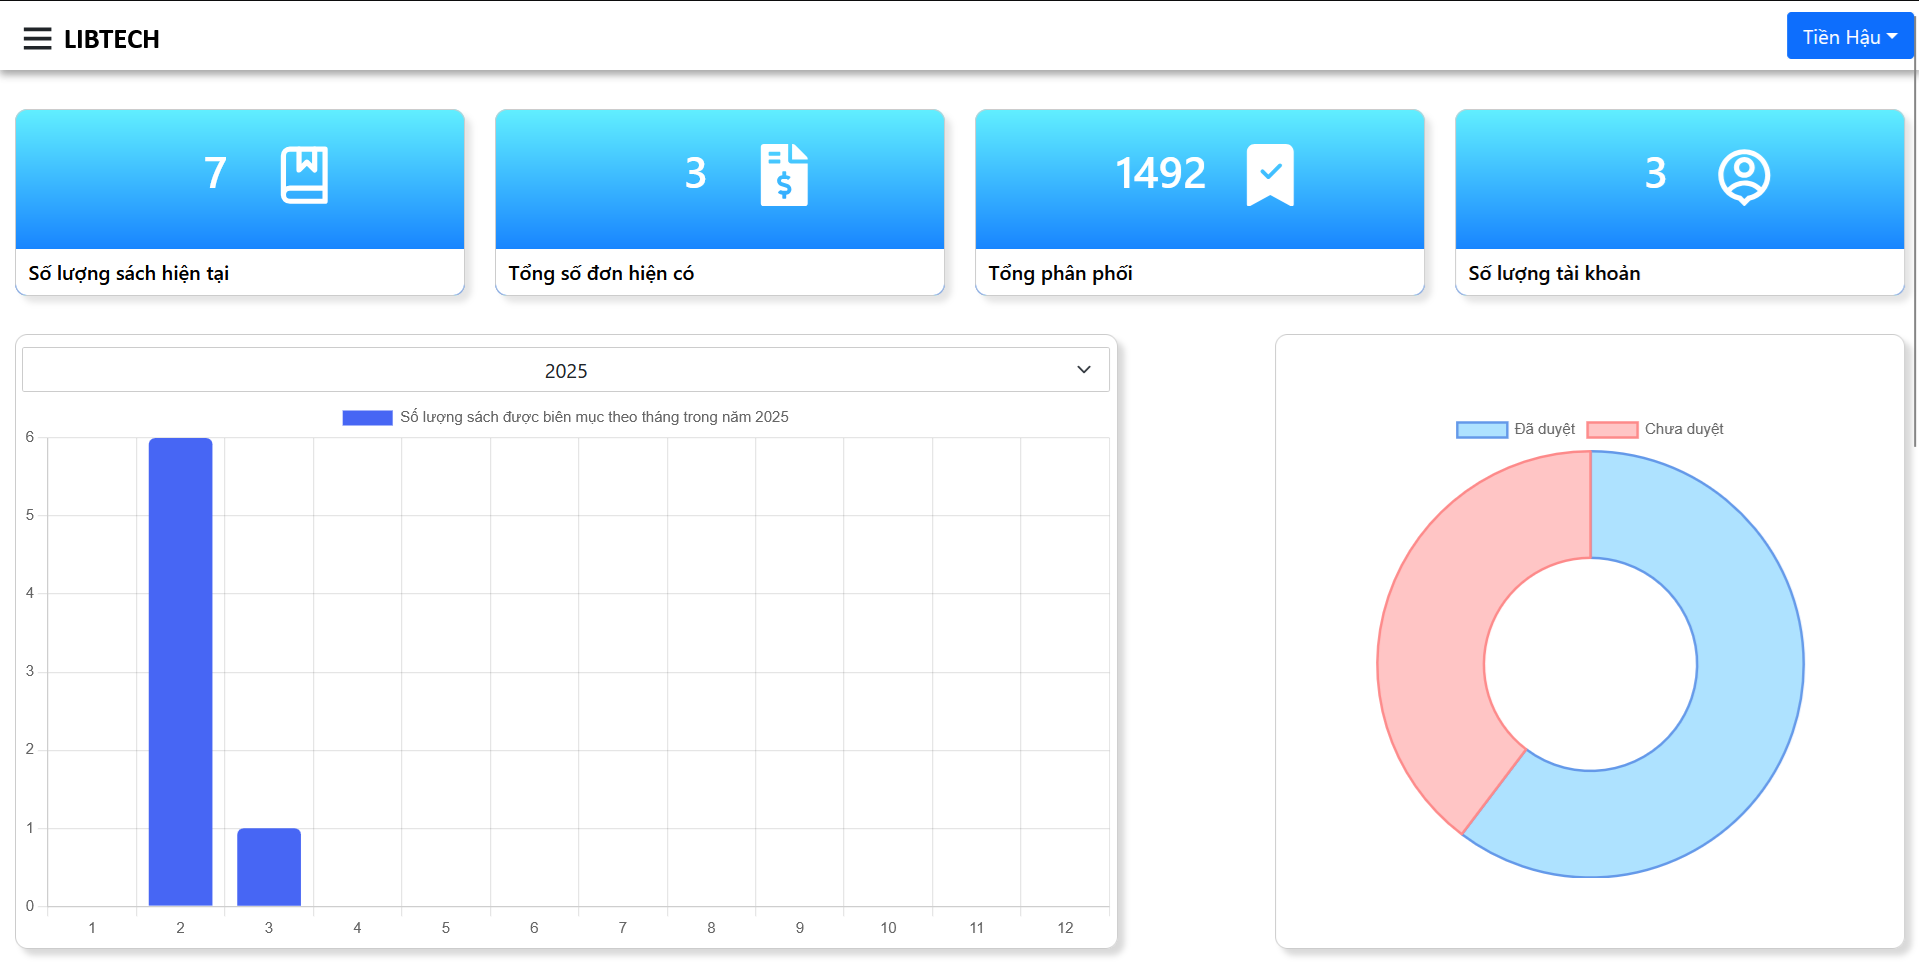 LIBTECH
Tiền Hậu
7
3
1492
3
Số lượng sách hiện tại
Tổng số đơn hiện có
Tổng phân phối
Số lượng tài khoản
2025
Số lượng sách được biên mục theo tháng trong năm 2025
6
5
4
3
2
1
0
1 2 3 4 5 6 7 8 9 10 11 12
Đã duyệt Chưa duyệt